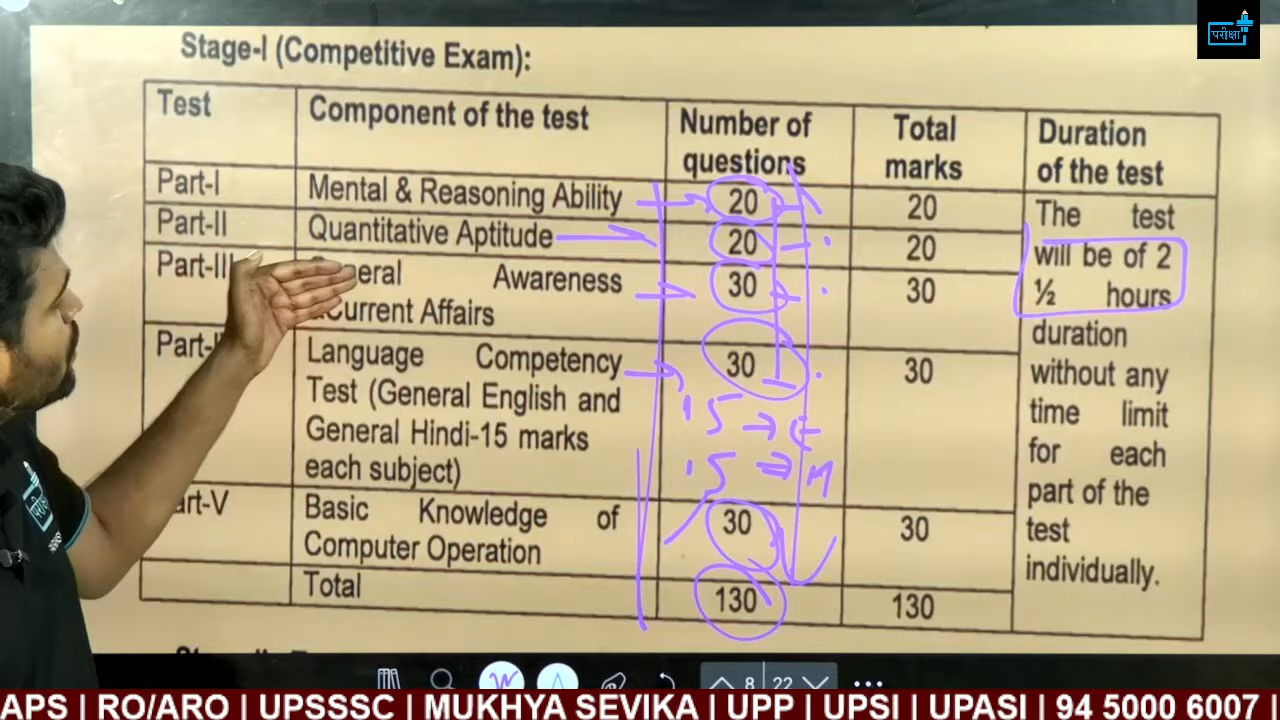 परीक्षा
Stage-I (Competitive Exam):
Test
Component of the test
Number of
questions
Total
marks
Duration
of the test
Part-I
Mental & Reasoning Ability
20
20
Part-II
Quantitative Aptitude
20
20
Part-III
Awareness
Current Affairs
30
30
Language Competency
Test (General English and
General Hindi-15 marks
each subject)
30
15 → E
15 ⇒ M
30
Basic Knowledge of
Computer Operation
30
30
Total
130
130
The test
will be of 2
½ hours
duration
without any
time limit
for each
part of the
test
individually.
8 22
परीक्षा
APS | RO/ARO | UPSSSC | MUKHYA SEVIKA | UPP | UPSI | UPASI | 94 5000 6007 |